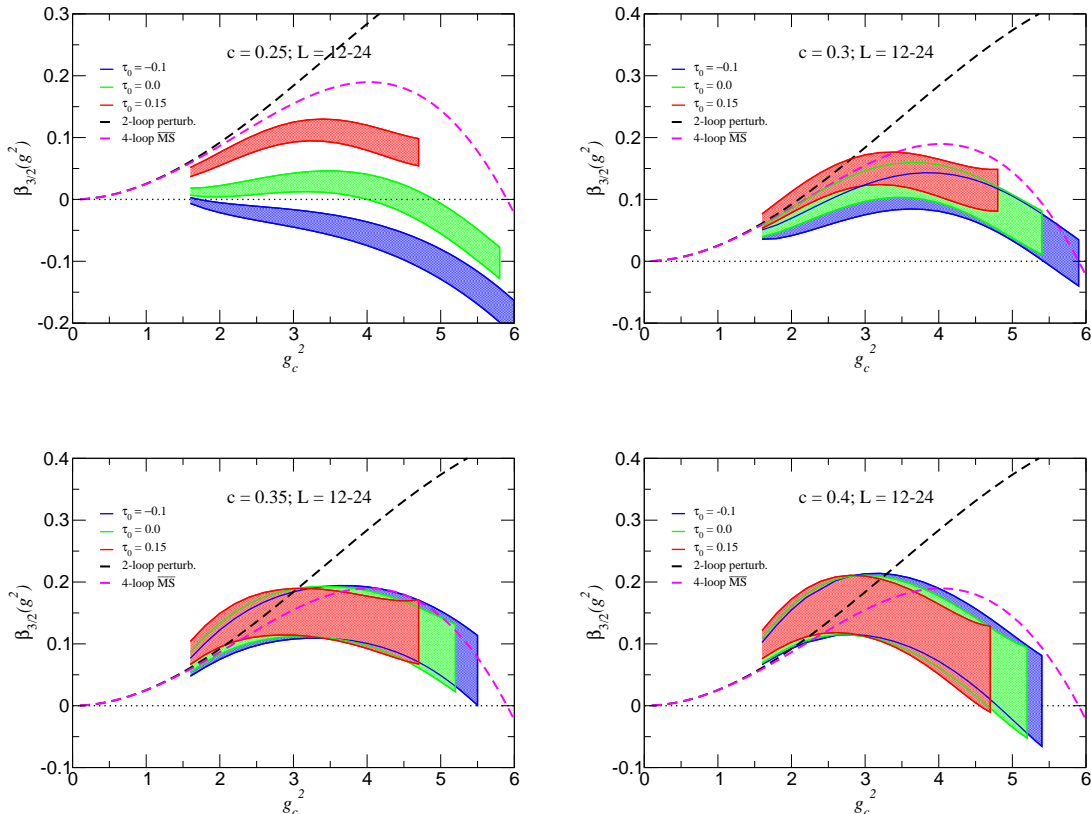 0.3
0.2
0.1
0
-0.1
-0.2
β3/2(g²)
c = 0.25; L = 12-24
τ0 = −0.1
τ0 = 0.0
τ0 = 0.15
2-loop perturb.
4-loop M̅S̅
0 1 2 3 4 5 6
gc²
0.4
0.3
0.2
0.1
0
-0.1
β3/2(g²)
c = 0.3; L = 12-24
τ0 = −0.1
τ0 = 0.0
τ0 = 0.15
2-loop perturb.
4-loop M̅S̅
0 1 2 3 4 5 6
gc²
0.4
0.3
0.2
0.1
0
-0.1
β3/2(g²)
c = 0.35; L = 12-24
τ0 = −0.1
τ0 = 0.0
τ0 = 0.15
2-loop perturb.
4-loop M̅S̅
0 1 2 3 4 5 6
gc²
0.4
0.3
0.2
0.1
0
-0.1
β3/2(g²)
c = 0.4; L = 12-24
τ0 = −0.1
τ0 = 0.0
τ0 = 0.15
2-loop perturb.
4-loop M̅S̅
0 1 2 3 4 5 6
gc²